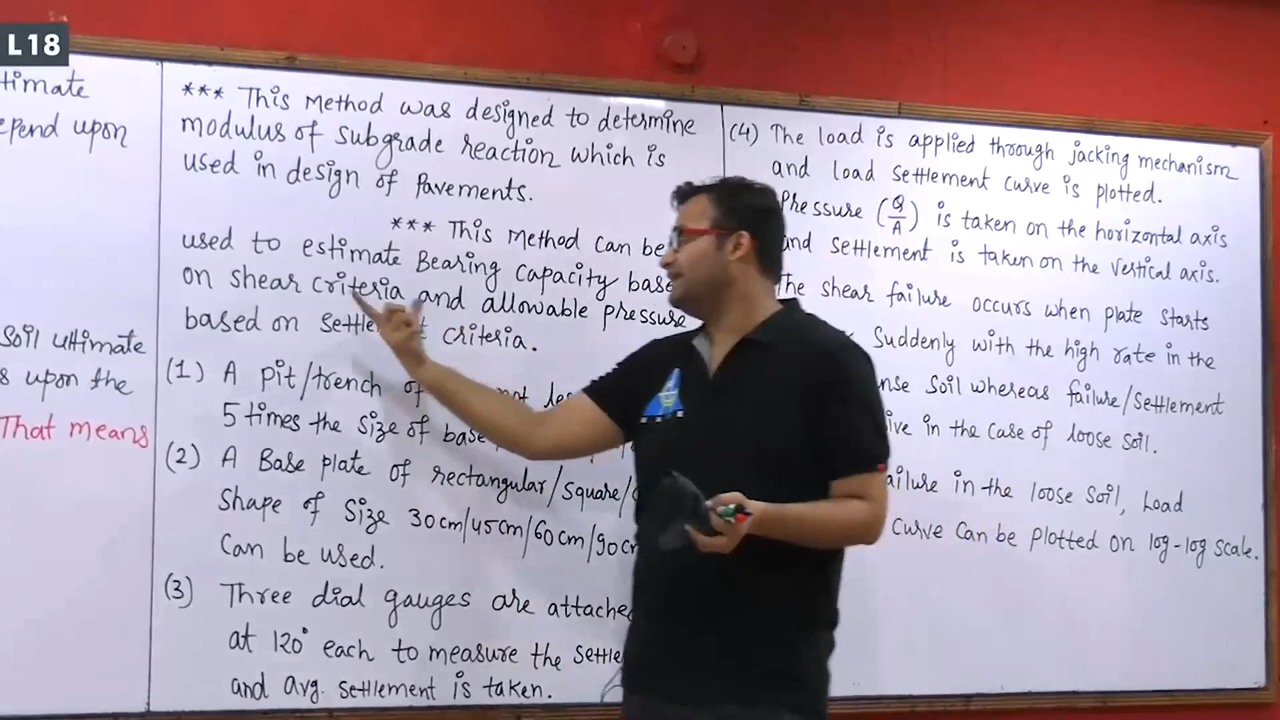 L18
timate
epend upon
Soil ultimate
s upon the
That means
*** This Method was designed to determine
modulus of subgrade reaction which is
used in design of Pavements.
*** This Method can be
used to estimate Bearing capacity base
on shear criteria and allowable pressure
based on Settle t criteria.
(1) A pit/trench of not les
5 times the size of base
(2) A Base plate of rectangular/square/
Shape of Size 30cm/45cm/60cm/90cm
Can be used.
(3) Three dial gauges are attache
at 120° each to measure the Settle
and avg. settlement is taken.
(4) The load is applied through jacking mechanism
and load settlement curve is plotted.
Pressure (Q/A) is taken on the horizontal axis
and settlement is taken on the vertical axis.
The shear failure occurs when plate starts
Suddenly with the high rate in the
nse Soil whereas failure/settlement
ive in the case of loose soil.
ailure in the loose soil, Load
curve can be plotted on log-log scale.